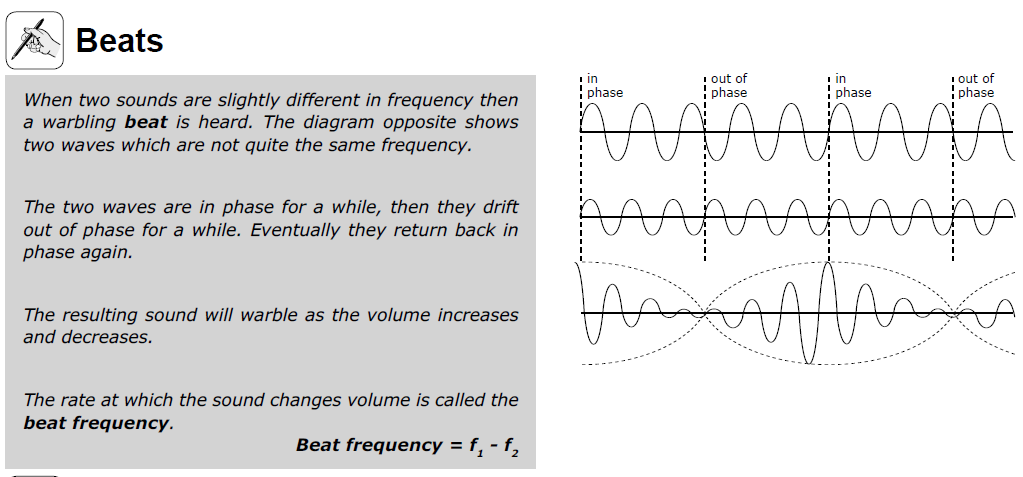 Beats
When two sounds are slightly different in frequency then
a warbling beat is heard. The diagram opposite shows
two waves which are not quite the same frequency.
The two waves are in phase for a while, then they drift
out of phase for a while. Eventually they return back in
phase again.
The resulting sound will warble as the volume increases
and decreases.
The rate at which the sound changes volume is called the
beat frequency.
Beat frequency = f1 - f2
in
phase
out of
phase
in
phase
out of
phase